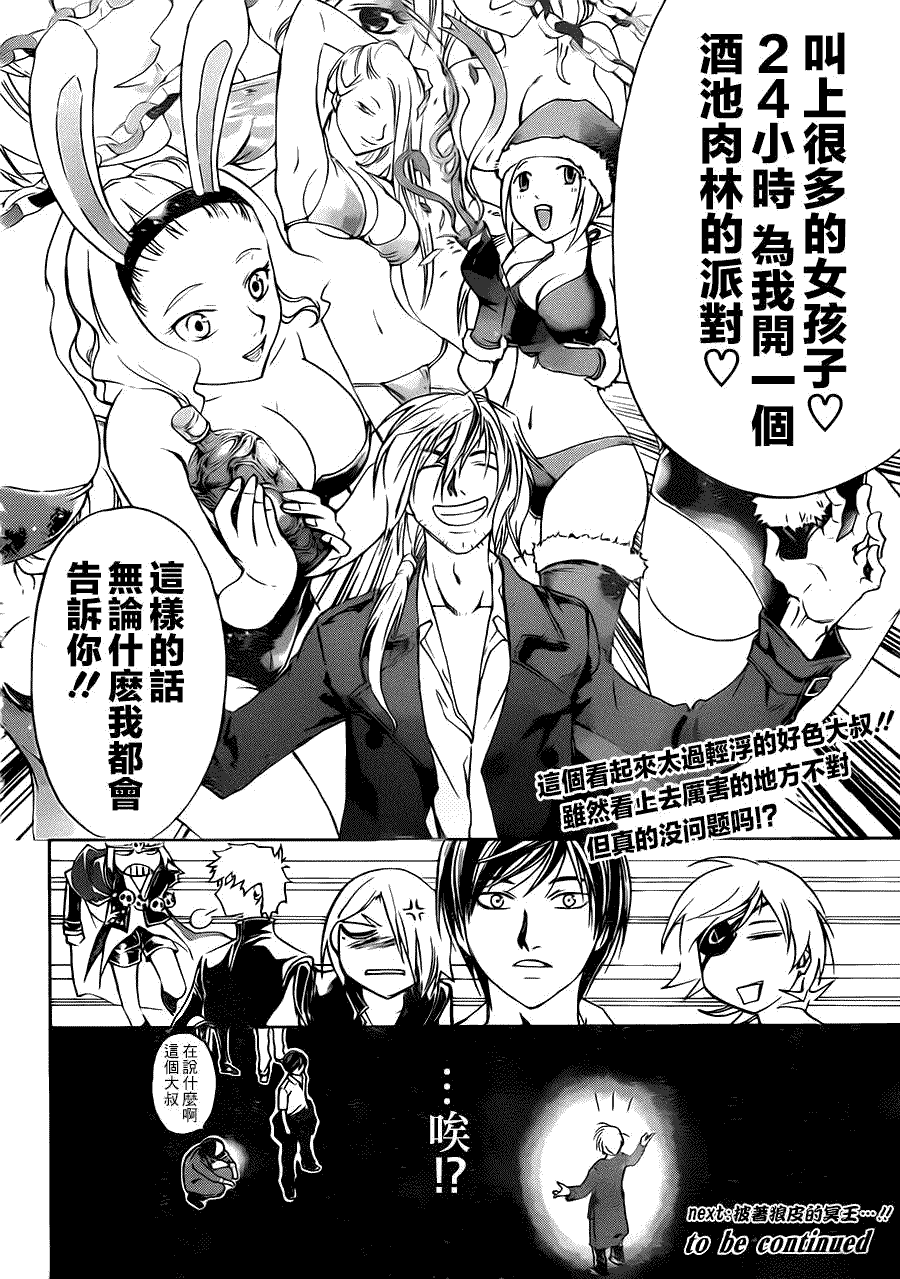 叫上很多的女孩子♡
24小時 為我開一個
酒池肉林的派對♡
這樣的話
無論什麼我都會
告訴你!!
這個看起來太過輕浮的好色大叔!!
雖然看上去厲害的地方不對
但真的没问题吗!?
…唉!?
在說什麼啊
這個大叔
next:披著狼皮的冥王…!!
to be continued